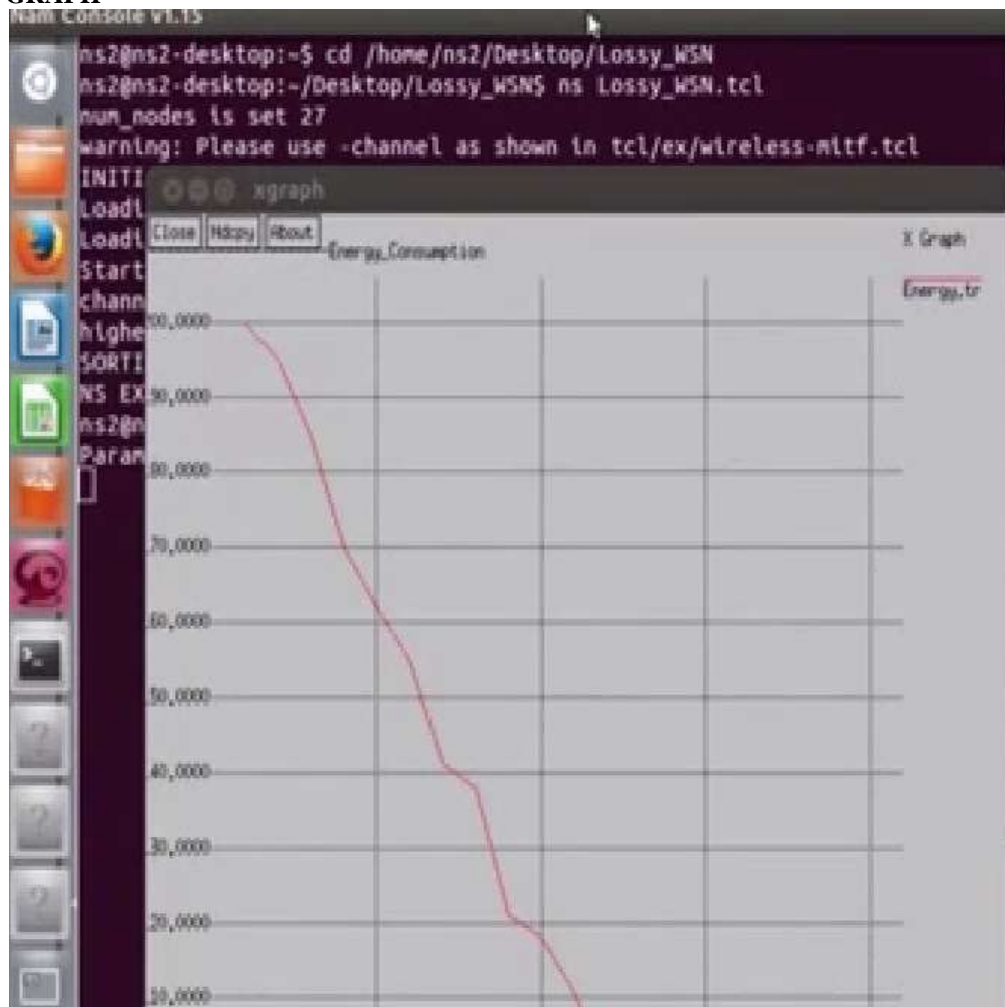 GRAPH
Nam Console v1.15
ns2@ns2-desktop:~$ cd /home/ns2/Desktop/Lossy_WSN
ns2@ns2-desktop:~/Desktop/Lossy_WSN$ ns Lossy_WSN.tcl
num_nodes is set 27
warning: Please use -channel as shown in tcl/ex/wireless-mitf.tcl
INITI
xgraph
Loadi
Close Hdcpy About
Loadi
Energy_Consumption
X Graph
Start
Energy.tr
chann
00,0000
highe
SORTI
NS EX
90,0000
ns2@n
Param
80,0000
70,0000
60,0000
50,0000
40,0000
30,0000
20,0000
10,0000